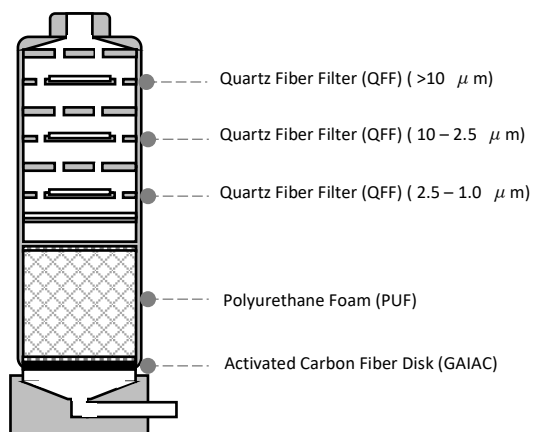 Quartz Fiber Filter (QFF) ( >10 μ m)
Quartz Fiber Filter (QFF) ( 10 – 2.5 μ m)
Quartz Fiber Filter (QFF) ( 2.5 – 1.0 μ m)
Polyurethane Foam (PUF)
Activated Carbon Fiber Disk (GAIAC)